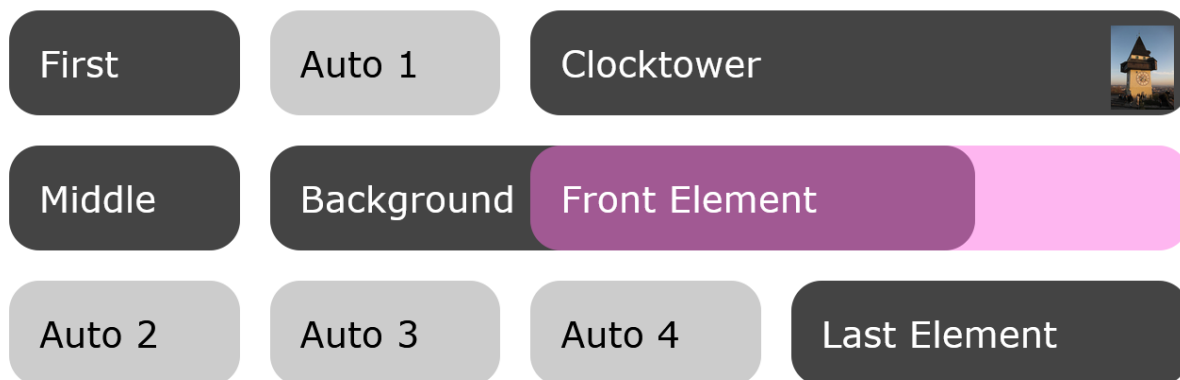 First Auto 1 Clocktower
Middle Background Front Element
Auto 2 Auto 3 Auto 4 Last Element